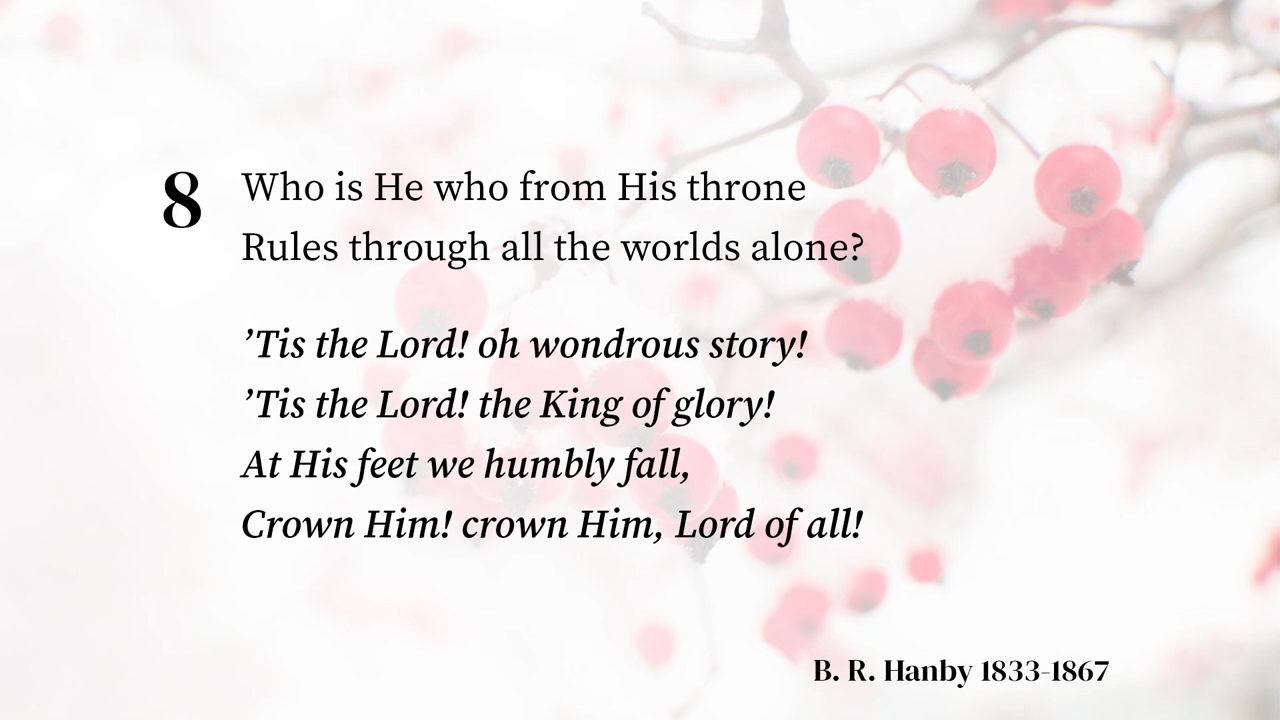 8 Who is He who from His throne
Rules through all the worlds alone?
’Tis the Lord! oh wondrous story!
’Tis the Lord! the King of glory!
At His feet we humbly fall,
Crown Him! crown Him, Lord of all!
B. R. Hanby 1833-1867